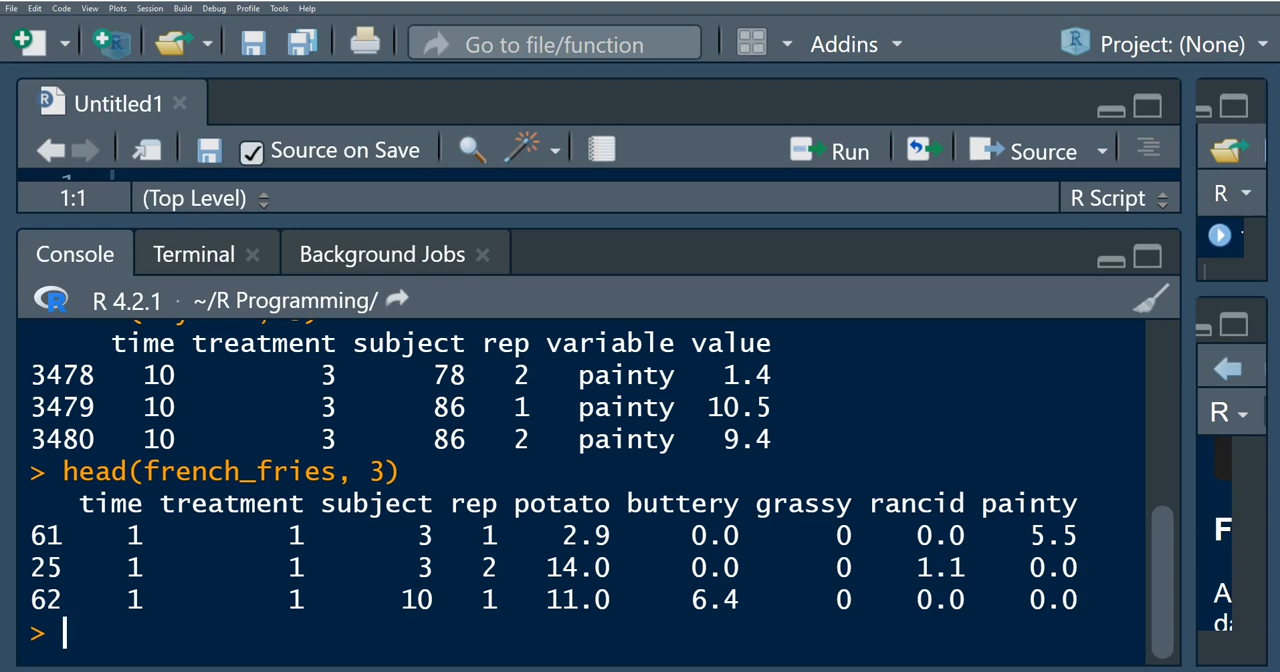 File Edit Code View Plots Session Build Debug Profile Tools Help
Go to file/function Addins Project: (None)
Untitled1
Source on Save Run Source
1:1 (Top Level) R Script
R
Console Terminal Background Jobs
R 4.2.1 · ~/R Programming/
time treatment subject rep variable value
3478 10 3 78 2 painty 1.4
3479 10 3 86 1 painty 10.5
3480 10 3 86 2 painty 9.4
> head(french_fries, 3)
time treatment subject rep potato buttery grassy rancid painty
61 1 1 3 1 2.9 0.0 0 0.0 5.5
25 1 1 3 2 14.0 0.0 0 1.1 0.0
62 1 1 10 1 11.0 6.4 0 0.0 0.0
>
R
F
A